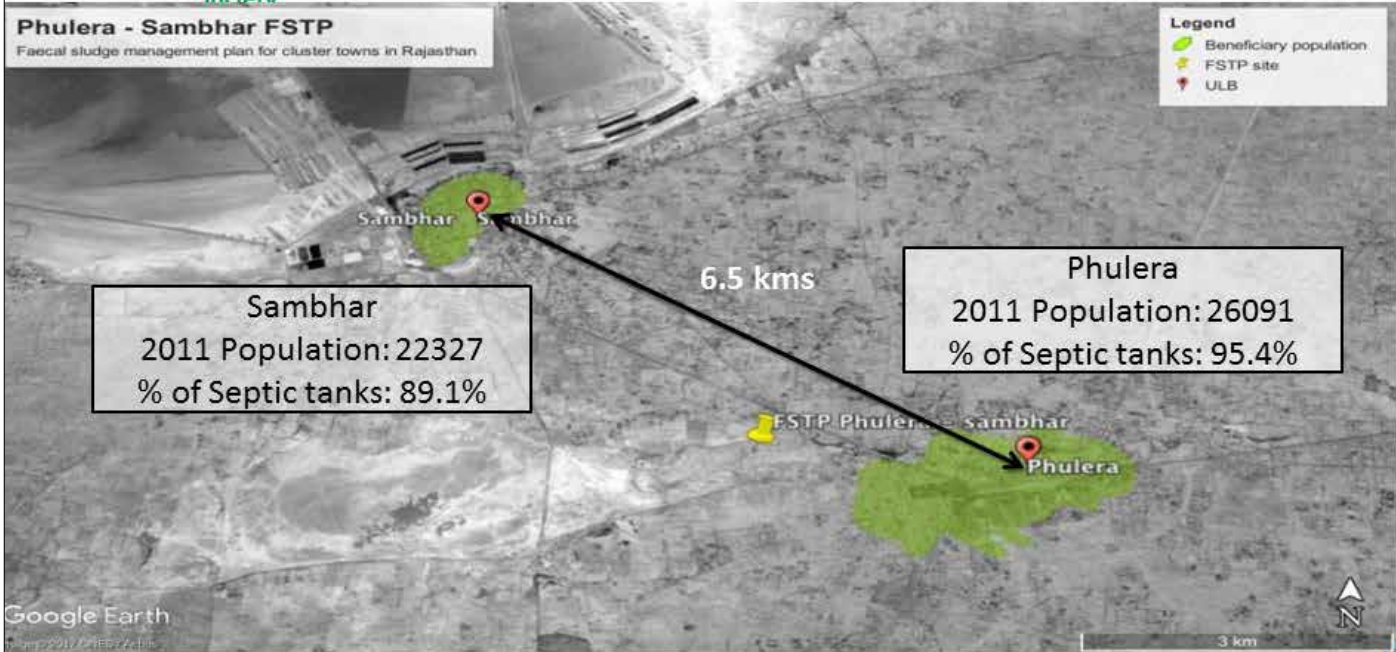 Phulera - Sambhar FSTP
Faecal sludge management plan for cluster towns in Rajasthan
Legend
Beneficiary population
FSTP site
ULB
Sambhar Sambhar
6.5 kms
Sambhar
2011 Population: 22327
% of Septic tanks: 89.1%
Phulera
2011 Population: 26091
% of Septic tanks: 95.4%
FSTP Phulera - sambhar
Phulera
Google Earth
N
3 km